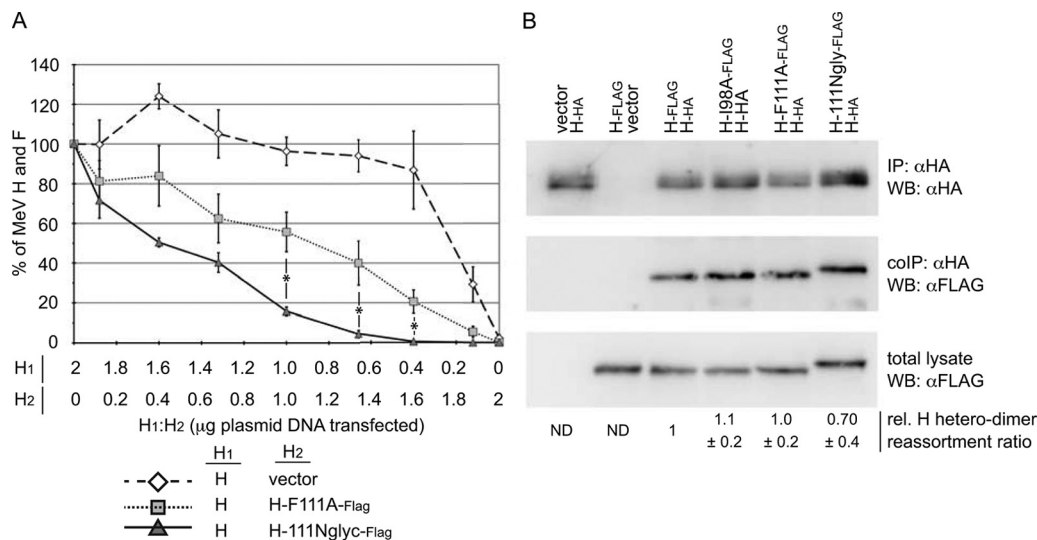 A
% of MeV H and F
140
120
100
80
60
40
20
0
*
*
*
H1 2 1.8 1.6 1.4 1.2 1.0 0.8 0.6 0.4 0.2 0
H2 0 0.2 0.4 0.6 0.8 1.0 1.2 1.4 1.6 1.8 2
H1:H2 (μg plasmid DNA transfected)
H1 H2
H vector
H H-F111A-Flag
H H-111Nglyc-Flag
B
vector
H-HA
H-FLAG
vector
H-FLAG
H-HA
H-I98A-FLAG
H-HA
H-F111A-FLAG
H-HA
H-111Ngly-FLAG
H-HA
IP: αHA
WB: αHA
coIP: αHA
WB: αFLAG
total lysate
WB: αFLAG
ND ND 1 1.1 ± 0.2 1.0 ± 0.2 0.70 ± 0.4
rel. H hetero-dimer
reassortment ratio